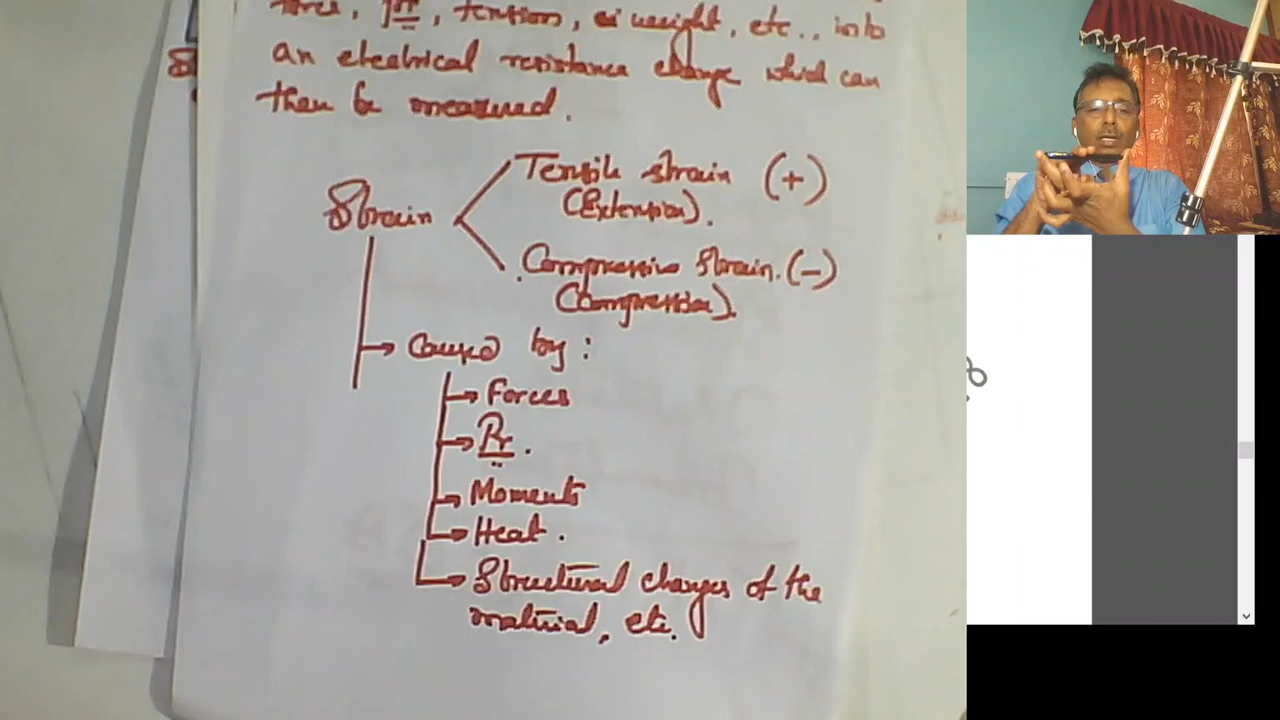 force, Pr, tension, weight, etc.., into
an electrical resistance change which can
then be measured.
Strain
Tensile strain (+)
(Extension).
Compressive strain. (-)
(Compression).
Caused by:
Forces
Pr.
Moments
Heat.
Structural changes of the
material, etc.